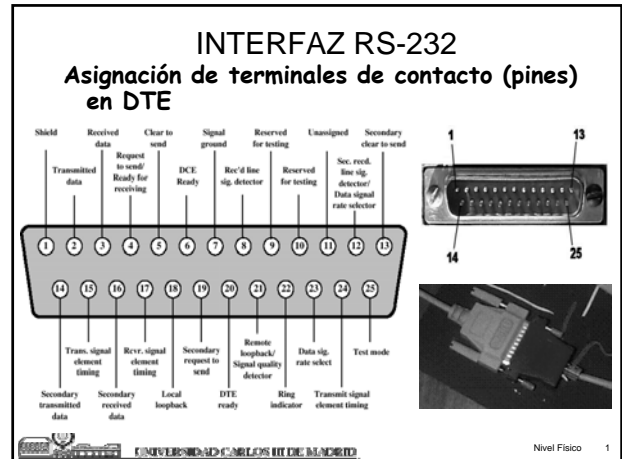 INTERFAZ RS-232
Asignación de terminales de contacto (pines)
en DTE
Shield
Received
data
Clear to
send
Signal
ground
Reserved
for testing
Unassigned
Secondary
clear to send
Transmitted
data
Request
to send/
Ready for
receiving
DCE
Ready
Rec'd line
sig. detector
Reserved
for testing
Sec. recd.
line sig.
detector/
Data signal
rate selector
1 2 3 4 5 6 7 8 9 10 11 12 13
14 15 16 17 18 19 20 21 22 23 24 25
Trans. signal
element
timing
Rcvr. signal
element
timing
Secondary
request to
send
Remote
loopback/
Signal quality
detector
Data sig.
rate select
Test mode
Secondary
transmitted
data
Secondary
received
data
Local
loopback
DTE
ready
Ring
indicator
Transmit signal
element timing
1
13
14
25
UNIVERSIDAD CARLOS III DE MADRID
Nivel Físico 1